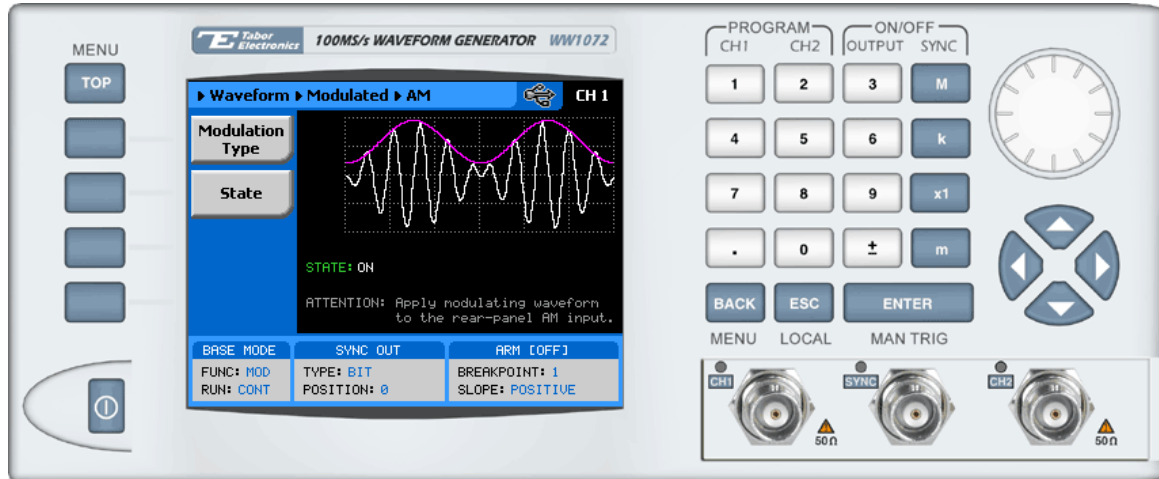 MENU
TOP
Tabor Electronics 100MS/s WAVEFORM GENERATOR WW1072
Waveform Modulated AM CH 1
Modulation
Type
State
STATE: ON
ATTENTION: Apply modulating waveform
to the rear-panel AM input.
BASE MODE
FUNC: MOD
RUN: CONT
SYNC OUT
TYPE: BIT
POSITION: 0
ARM [OFF]
BREAKPOINT: 1
SLOPE: POSITIVE
PROGRAM ON/OFF
CH1 CH2 OUTPUT SYNC
1 2 3 M
4 5 6 k
7 8 9 x1
. 0 ± m
BACK ESC ENTER
MENU LOCAL MAN TRIG
CH1 SYNC CH2
50Ω 50Ω